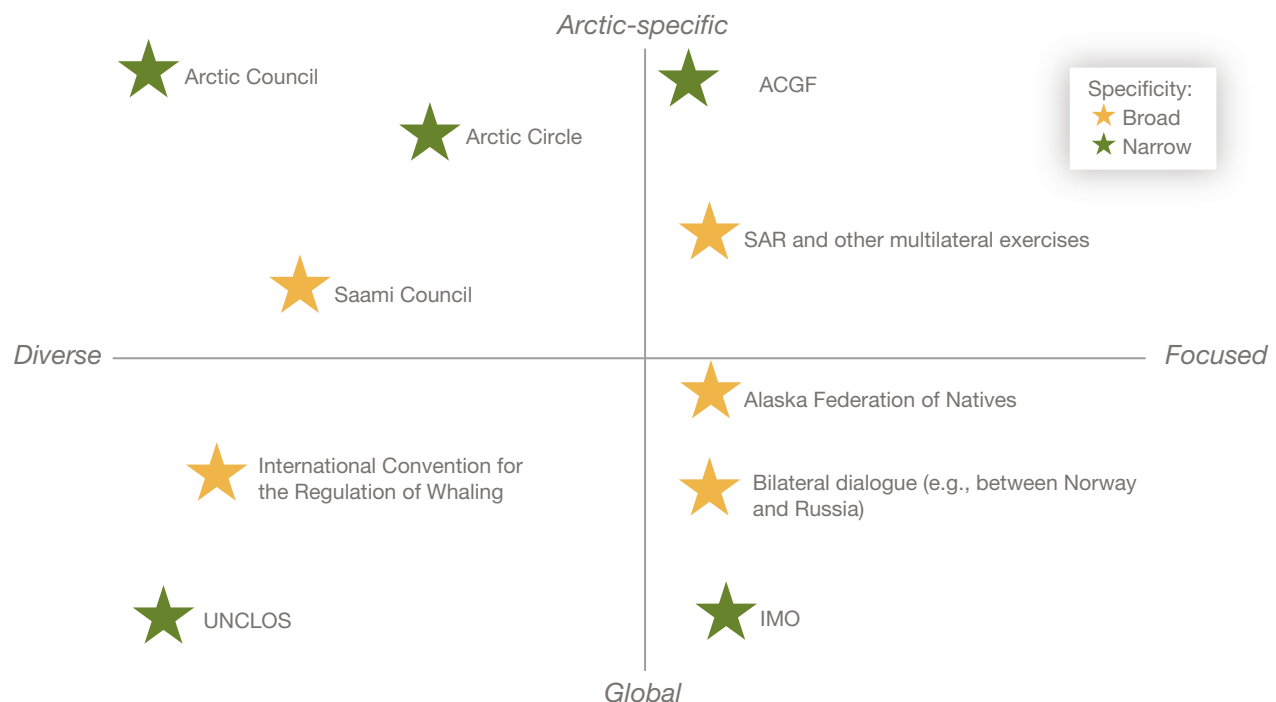 Arctic-specific
Arctic Council
ACGF
Specificity:
Broad
Narrow
Arctic Circle
SAR and other multilateral exercises
Saami Council
Diverse
Focused
Alaska Federation of Natives
International Convention for
the Regulation of Whaling
Bilateral dialogue (e.g., between Norway
and Russia)
UNCLOS
IMO
Global